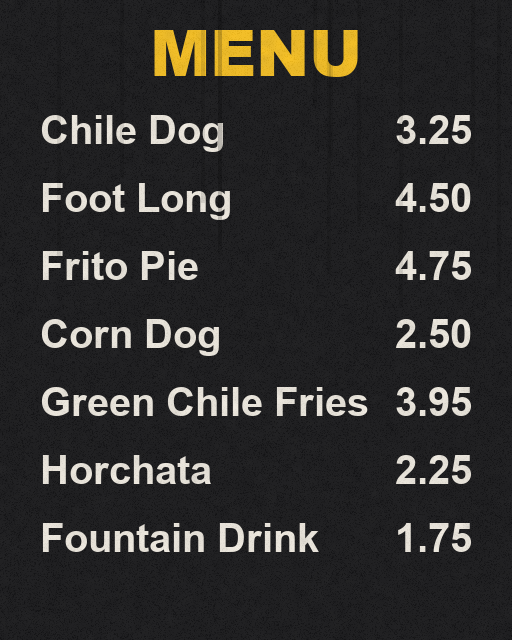 MENU
Chile Dog 3.25
Foot Long 4.50
Frito Pie 4.75
Corn Dog 2.50
Green Chile Fries 3.95
Horchata 2.25
Fountain Drink 1.75